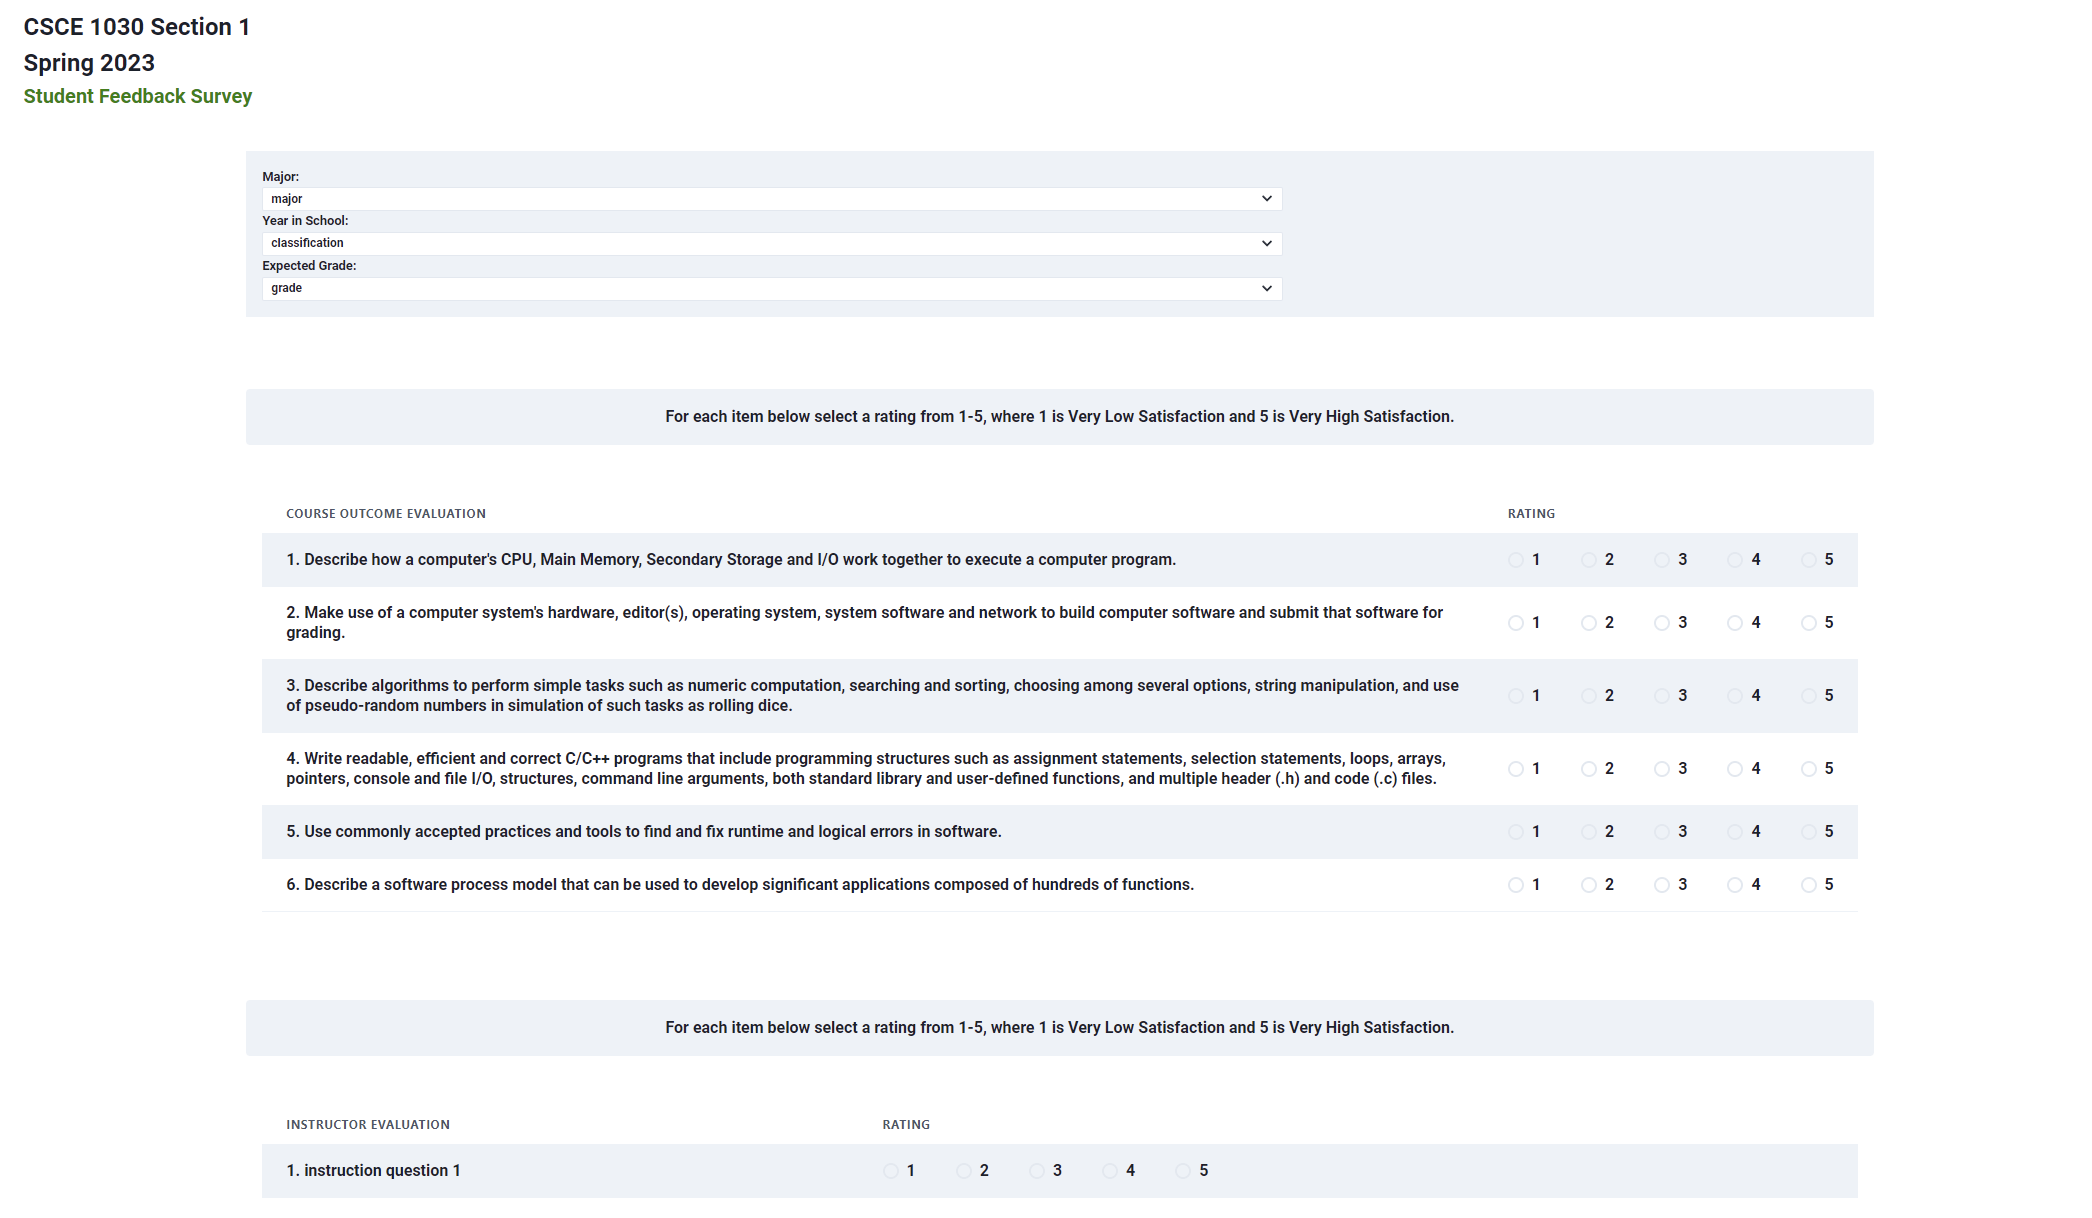 CSCE 1030 Section 1
Spring 2023
Student Feedback Survey
Major:
major
Year in School:
classification
Expected Grade:
grade
For each item below select a rating from 1-5, where 1 is Very Low Satisfaction and 5 is Very High Satisfaction.
COURSE OUTCOME EVALUATION RATING
1. Describe how a computer's CPU, Main Memory, Secondary Storage and I/O work together to execute a computer program. 1 2 3 4 5
2. Make use of a computer system's hardware, editor(s), operating system, system software and network to build computer software and submit that software for
grading. 1 2 3 4 5
3. Describe algorithms to perform simple tasks such as numeric computation, searching and sorting, choosing among several options, string manipulation, and use
of pseudo-random numbers in simulation of such tasks as rolling dice. 1 2 3 4 5
4. Write readable, efficient and correct C/C++ programs that include programming structures such as assignment statements, selection statements, loops, arrays,
pointers, console and file I/O, structures, command line arguments, both standard library and user-defined functions, and multiple header (.h) and code (.c) files. 1 2 3 4 5
5. Use commonly accepted practices and tools to find and fix runtime and logical errors in software. 1 2 3 4 5
6. Describe a software process model that can be used to develop significant applications composed of hundreds of functions. 1 2 3 4 5
For each item below select a rating from 1-5, where 1 is Very Low Satisfaction and 5 is Very High Satisfaction.
INSTRUCTOR EVALUATION RATING
1. instruction question 1 1 2 3 4 5